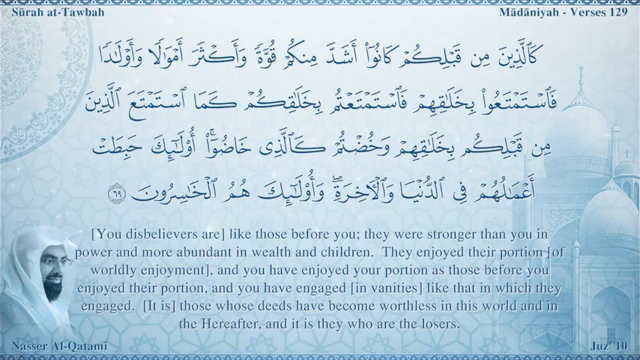 Sūrah at-Tawbah
Mādāniyah - Verses 129
كَٱلَّذِينَ مِن قَبْلِكُمْ كَانُوٓا۟ أَشَدَّ مِنكُمْ قُوَّةً وَأَكْثَرَ أَمْوَٰلًا وَأَوْلَٰدًا
فَٱسْتَمْتَعُوا۟ بِخَلَٰقِهِمْ فَٱسْتَمْتَعْتُم بِخَلَٰقِكُمْ كَمَا ٱسْتَمْتَعَ ٱلَّذِينَ
مِن قَبْلِكُم بِخَلَٰقِهِمْ وَخُضْتُمْ كَٱلَّذِى خَاضُوٓا۟ ۚ أُو۟لَٰٓئِكَ حَبِطَتْ
أَعْمَٰلُهُمْ فِى ٱلدُّنْيَا وَٱلْءَاخِرَةِ ۖ وَأُو۟لَٰٓئِكَ هُمُ ٱلْخَٰسِرُونَ ٦٩
[You disbelievers are] like those before you; they were stronger than you in
power and more abundant in wealth and children. They enjoyed their portion [of
worldly enjoyment], and you have enjoyed your portion as those before you
enjoyed their portion, and you have engaged [in vanities] like that in which they
engaged. [It is] those whose deeds have become worthless in this world and in
the Hereafter, and it is they who are the losers.
Nasser Al-Qatami
Juz' 10